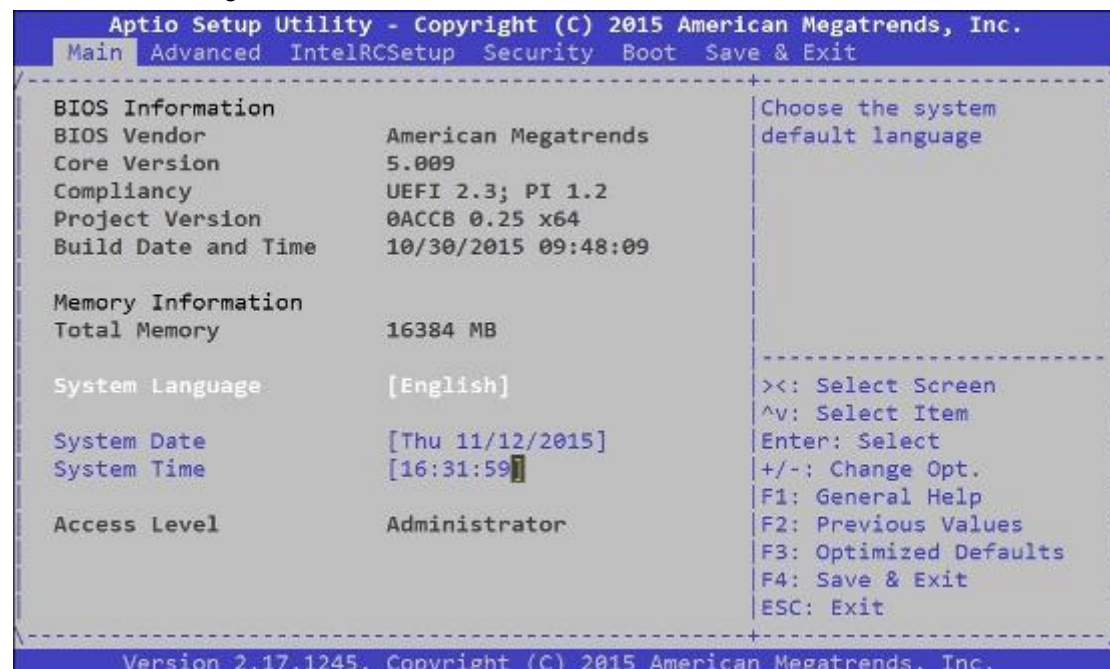 Aptio Setup Utility - Copyright (C) 2015 American Megatrends, Inc.
Main Advanced IntelRCSetup Security Boot Save & Exit
BIOS Information
BIOS Vendor American Megatrends
Core Version 5.009
Compliancy UEFI 2.3; PI 1.2
Project Version 0ACCB 0.25 x64
Build Date and Time 10/30/2015 09:48:09
Memory Information
Total Memory 16384 MB
System Language [English]
System Date [Thu 11/12/2015]
System Time [16:31:59]
Access Level Administrator
Choose the system
default language
><: Select Screen
^v: Select Item
Enter: Select
+/-: Change Opt.
F1: General Help
F2: Previous Values
F3: Optimized Defaults
F4: Save & Exit
ESC: Exit
Version 2.17.1245. Copyright (C) 2015 American Megatrends, Inc.